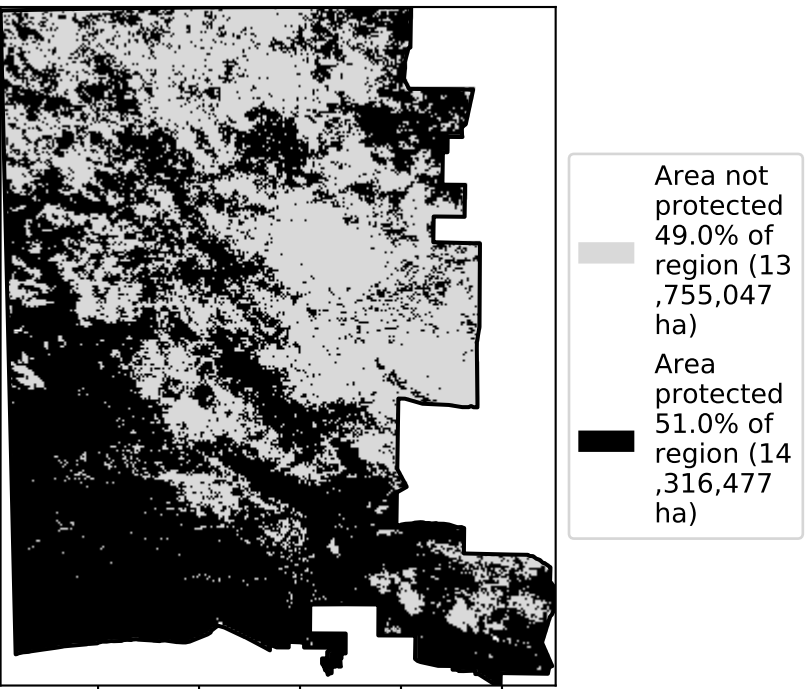 Area not
protected
49.0% of
region (13
,755,047
ha)
Area
protected
51.0% of
region (14
,316,477
ha)